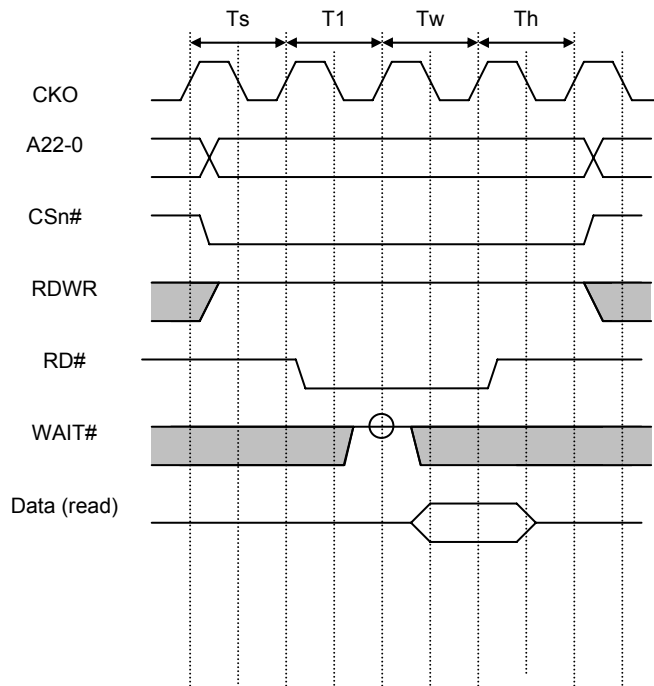 Ts T1 Tw Th
CKO
A22-0
CSn#
RDWR
RD#
WAIT#
Data (read)